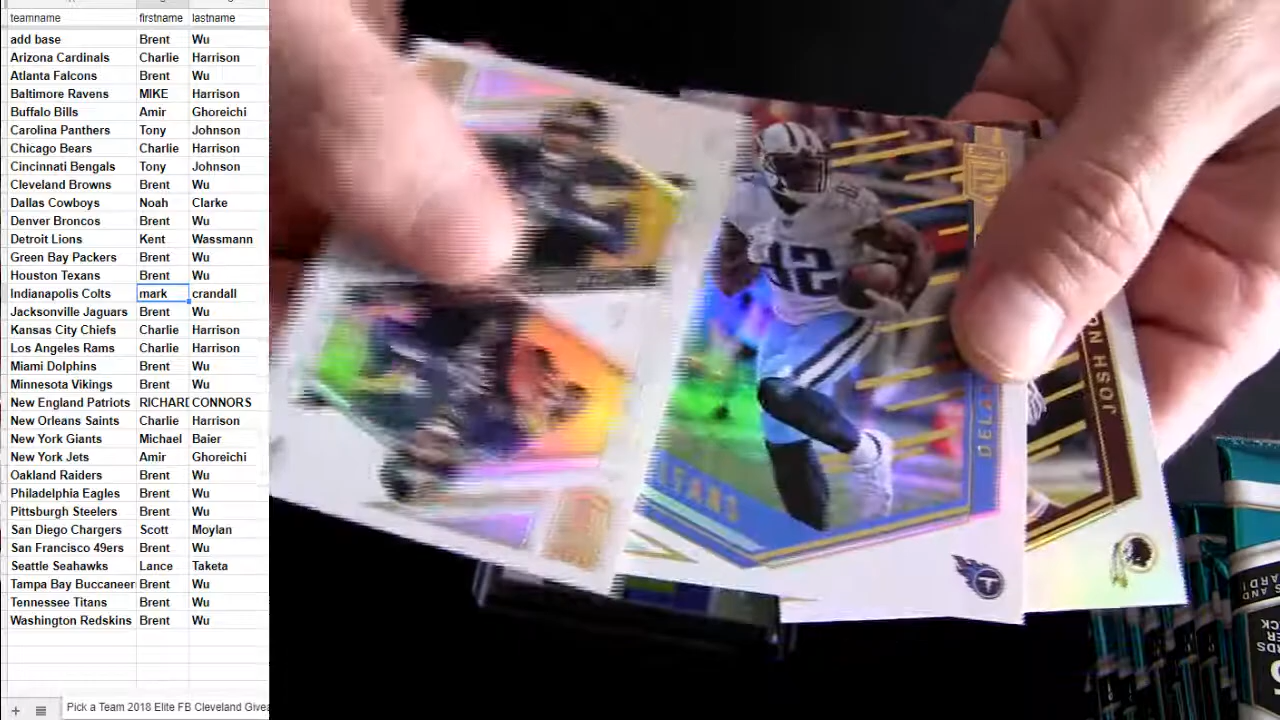 teamname firstname lastname
add base Brent Wu
Arizona Cardinals Charlie Harrison
Atlanta Falcons Brent Wu
Baltimore Ravens MIKE Harrison
Buffalo Bills Amir Ghoreichi
Carolina Panthers Tony Johnson
Chicago Bears Charlie Harrison
Cincinnati Bengals Tony Johnson
Cleveland Browns Brent Wu
Dallas Cowboys Noah Clarke
Denver Broncos Brent Wu
Detroit Lions Kent Wassmann
Green Bay Packers Brent Wu
Houston Texans Brent Wu
Indianapolis Colts mark crandall
Jacksonville Jaguars Brent Wu
Kansas City Chiefs Charlie Harrison
Los Angeles Rams Charlie Harrison
Miami Dolphins Brent Wu
Minnesota Vikings Brent Wu
New England Patriots RICHARD CONNORS
New Orleans Saints Charlie Harrison
New York Giants Michael Baier
New York Jets Amir Ghoreichi
Oakland Raiders Brent Wu
Philadelphia Eagles Brent Wu
Pittsburgh Steelers Brent Wu
San Diego Chargers Scott Moylan
San Francisco 49ers Brent Wu
Seattle Seahawks Lance Taketa
Tampa Bay Buccaneer Brent Wu
Tennessee Titans Brent Wu
Washington Redskins Brent Wu
Pick a Team 2018 Elite FB Cleveland Givea
DELA
JOSH